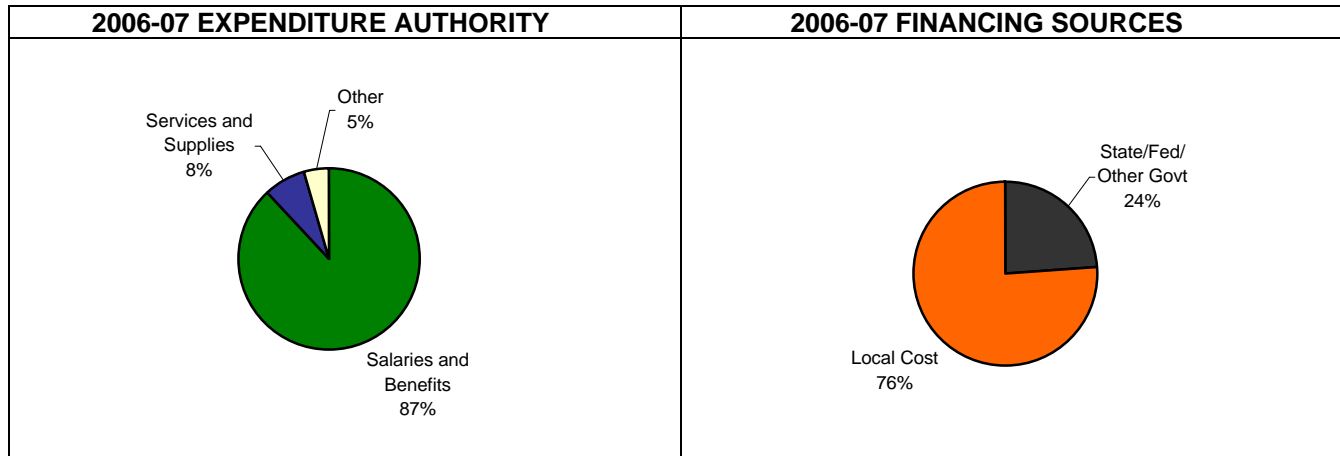 2006-07 EXPENDITURE AUTHORITY
2006-07 FINANCING SOURCES
Other
5%
Services and
Supplies
8%
Salaries and
Benefits
87%
State/Fed/
Other Govt
24%
Local Cost
76%